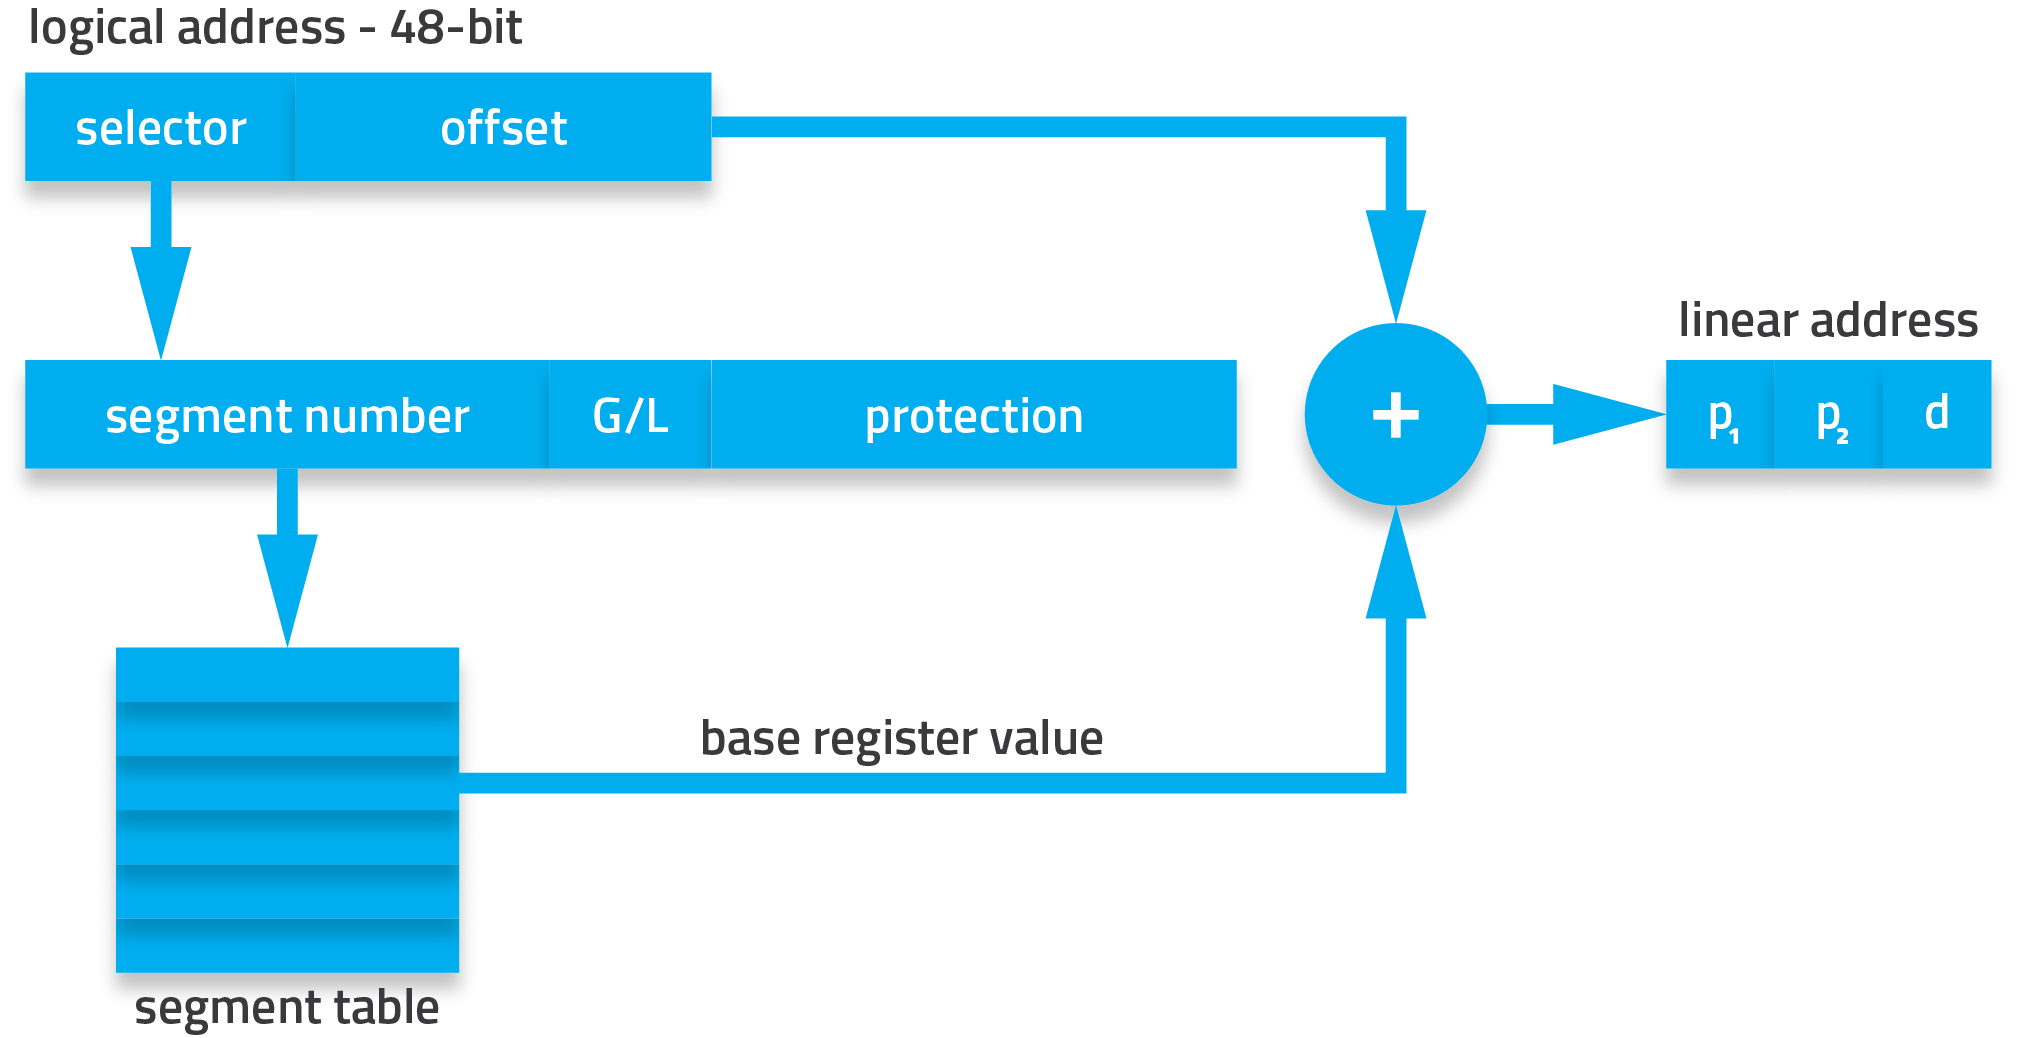 logical address - 48-bit
selector offset
linear address
segment number G/L protection
+
p₁ p₂ d
base register value
segment table